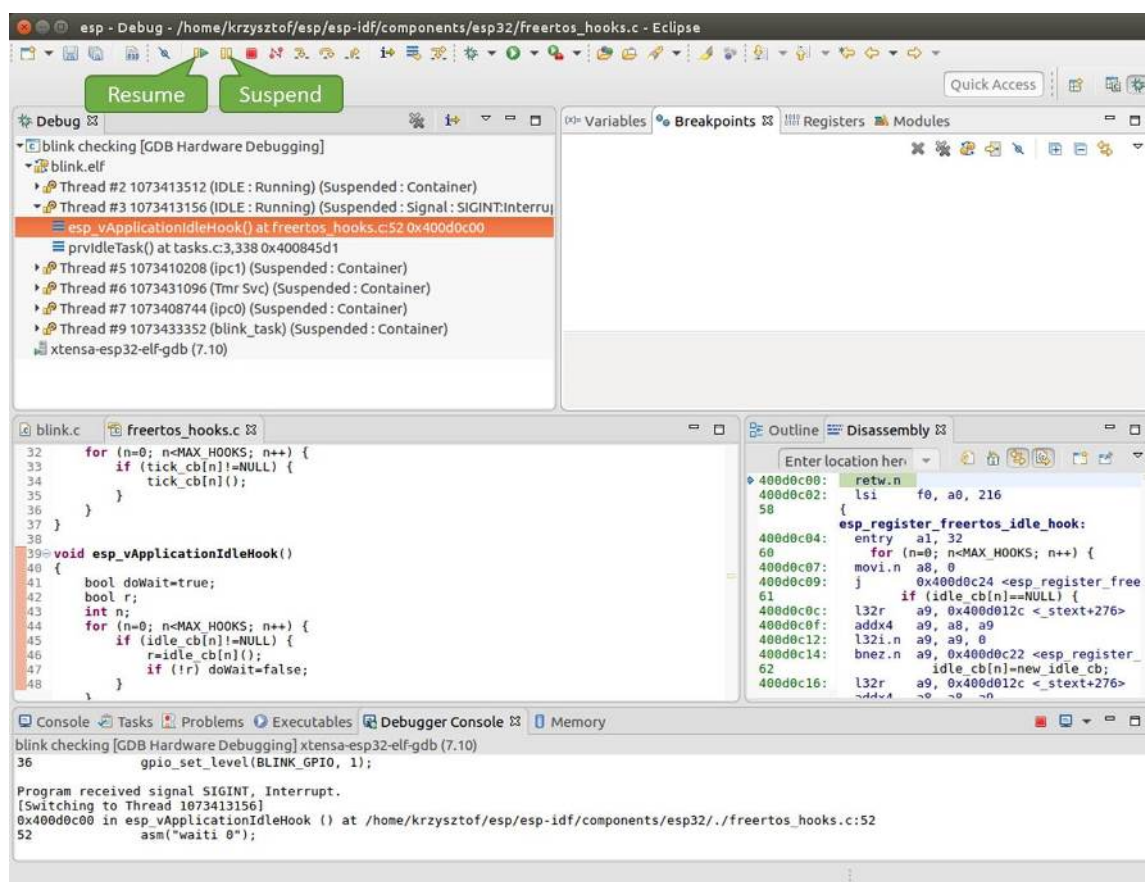 esp - Debug - /home/krzysztof/esp/esp-idf/components/esp32/freertos_hooks.c - Eclipse
Resume
Suspend
Quick Access
Debug
blink checking [GDB Hardware Debugging]
blink.elf
Thread #2 1073413512 (IDLE : Running) (Suspended : Container)
Thread #3 1073413156 (IDLE : Running) (Suspended : Signal : SIGINT:Interru
esp_vApplicationIdleHook() at freertos_hooks.c:52 0x400d0c00
prvIdleTask() at tasks.c:3,338 0x400845d1
Thread #5 1073410208 (ipc1) (Suspended : Container)
Thread #6 1073431096 (Tmr Svc) (Suspended : Container)
Thread #7 1073408744 (ipc0) (Suspended : Container)
Thread #9 1073433352 (blink_task) (Suspended : Container)
xtensa-esp32-elf-gdb (7.10)
(x)= Variables Breakpoints Registers Modules
blink.c freertos_hooks.c
32 for (n=0; n<MAX_HOOKS; n++) {
33 if (tick_cb[n]!=NULL) {
34 tick_cb[n]();
35 }
36 }
37 }
38
39 void esp_vApplicationIdleHook()
40 {
41 bool doWait=true;
42 bool r;
43 int n;
44 for (n=0; n<MAX_HOOKS; n++) {
45 if (idle_cb[n]!=NULL) {
46 r=idle_cb[n]();
47 if (!r) doWait=false;
48 }
}
Outline Disassembly
Enter location her
400d0c00: retw.n
400d0c02: lsi f0, a0, 216
58 {
esp_register_freertos_idle_hook:
400d0c04: entry a1, 32
60 for (n=0; n<MAX_HOOKS; n++) {
400d0c07: movi.n a8, 0
400d0c09: j 0x400d0c24 <esp_register_free
61 if (idle_cb[n]==NULL) {
400d0c0c: l32r a9, 0x400d012c <_stext+276>
400d0c0f: addx4 a9, a8, a9
400d0c12: l32i.n a9, a9, 0
400d0c14: bnez.n a9, 0x400d0c22 <esp_register_
62 idle_cb[n]=new_idle_cb;
400d0c16: l32r a9, 0x400d012c <_stext+276>
addx4 a8, a8, a9
Console Tasks Problems Executables Debugger Console Memory
blink checking [GDB Hardware Debugging] xtensa-esp32-elf-gdb (7.10)
36 gpio_set_level(BLINK_GPIO, 1);
Program received signal SIGINT, Interrupt.
[Switching to Thread 1073413156]
0x400d0c00 in esp_vApplicationIdleHook () at /home/krzysztof/esp/esp-idf/components/esp32/./freertos_hooks.c:52
52 asm("waiti 0");